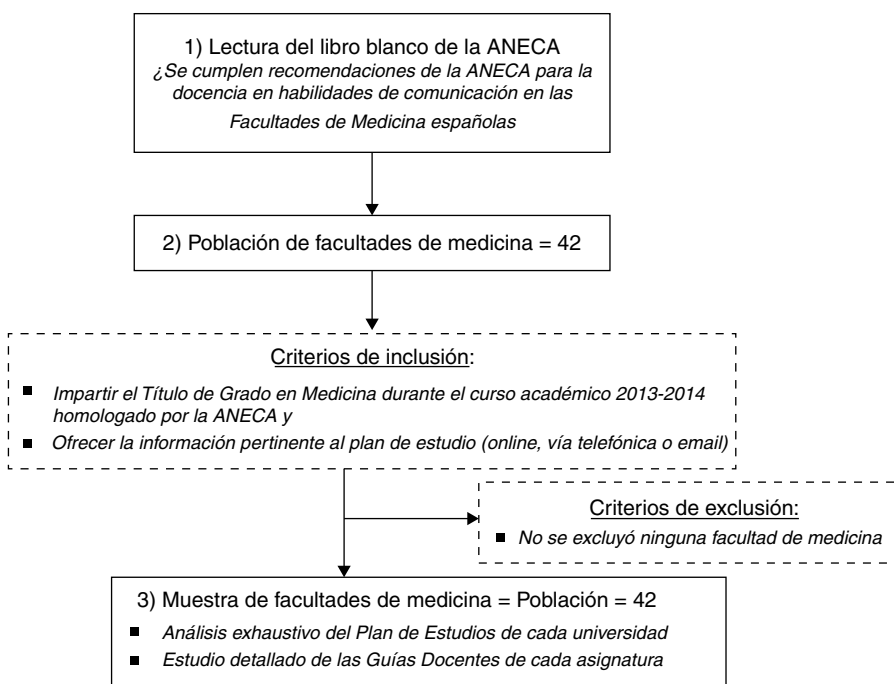 1) Lectura del libro blanco de la ANECA
¿Se cumplen recomendaciones de la ANECA para la
docencia en habilidades de comunicación en las
Facultades de Medicina españolas
2) Población de facultades de medicina = 42
Criterios de inclusión:
■ Impartir el Título de Grado en Medicina durante el curso académico 2013-2014
homologado por la ANECA y
■ Ofrecer la información pertinente al plan de estudio (online, vía telefónica o email)
Criterios de exclusión:
■ No se excluyó ninguna facultad de medicina
3) Muestra de facultades de medicina = Población = 42
■ Análisis exhaustivo del Plan de Estudios de cada universidad
■ Estudio detallado de las Guías Docentes de cada asignatura